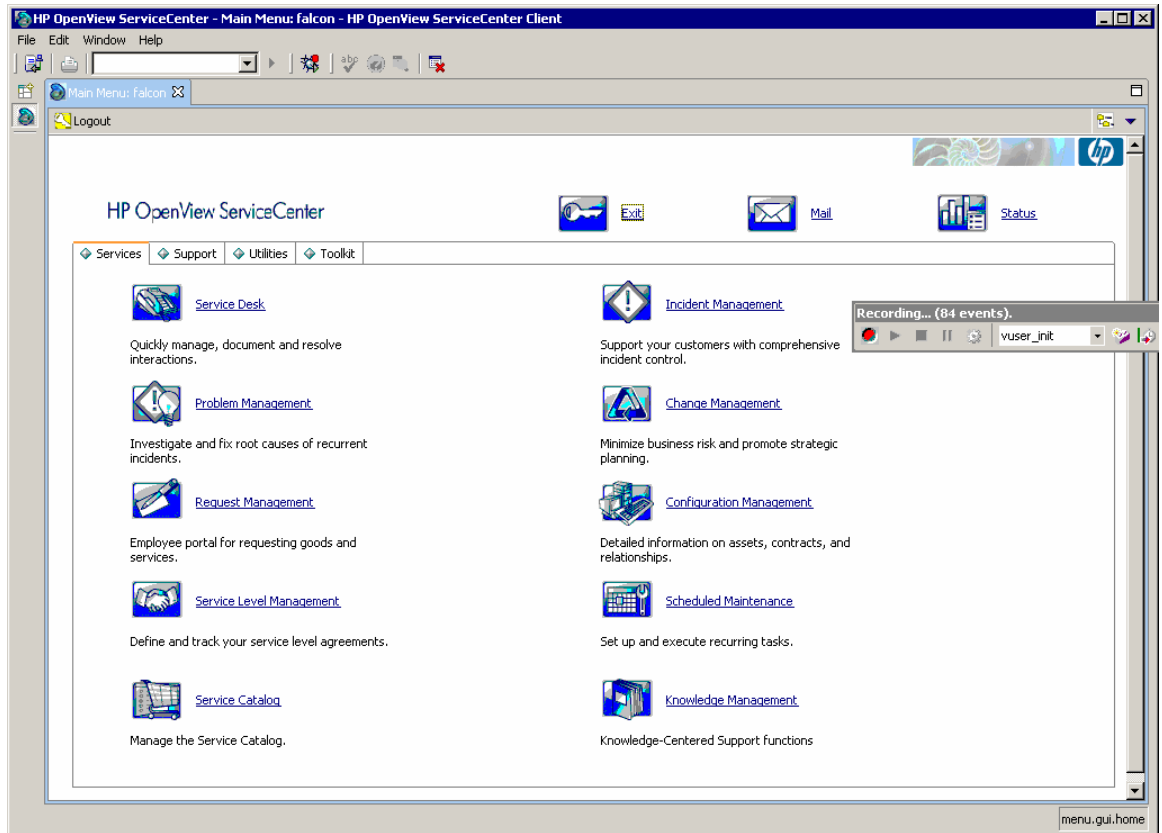 HP OpenView ServiceCenter - Main Menu: falcon - HP OpenView ServiceCenter Client
File Edit Window Help
abc
Main Menu: falcon
Logout
hp
HP OpenView ServiceCenter
Exit
Mail
Status
Services Support Utilities Toolkit
Service Desk
Incident Management
Recording... (84 events).
vuser_init
Quickly manage, document and resolve
interactions.
Support your customers with comprehensive
incident control.
Problem Management
Change Management
Investigate and fix root causes of recurrent
incidents.
Minimize business risk and promote strategic
planning.
Request Management
Configuration Management
Employee portal for requesting goods and
services.
Detailed information on assets, contracts, and
relationships.
Service Level Management
Scheduled Maintenance
Define and track your service level agreements.
Set up and execute recurring tasks.
Service Catalog
Knowledge Management
Manage the Service Catalog.
Knowledge-Centered Support functions
menu.gui.home